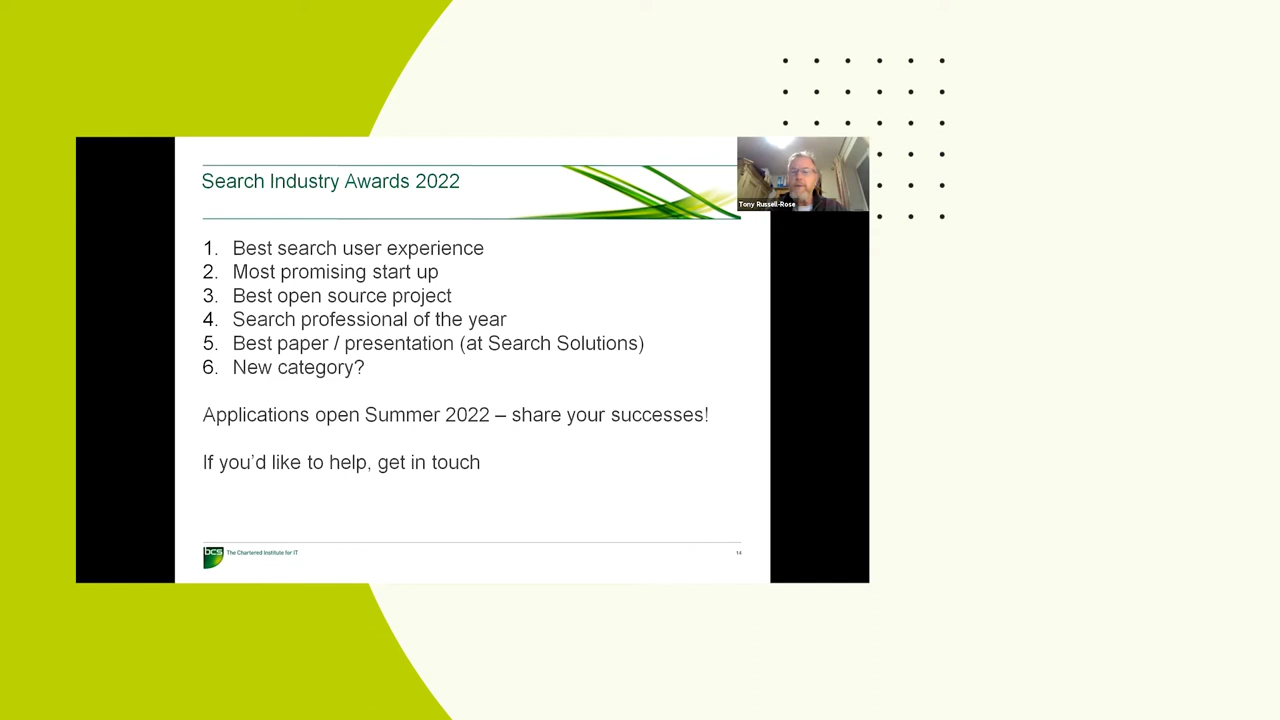 Search Industry Awards 2022
Tony Russell-Rose
1. Best search user experience
2. Most promising start up
3. Best open source project
4. Search professional of the year
5. Best paper / presentation (at Search Solutions)
6. New category?
Applications open Summer 2022 – share your successes!
If you’d like to help, get in touch
bcs The Chartered Institute for IT
14